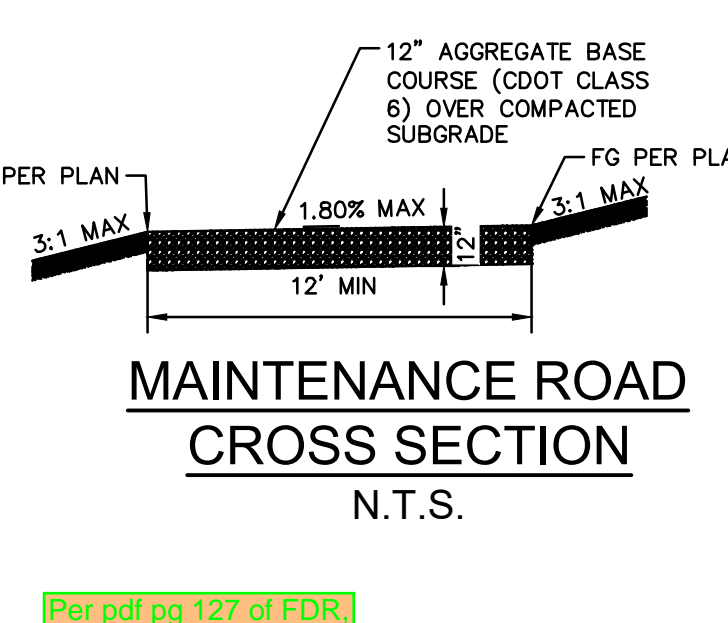 12" AGGREGATE BASE
COURSE (CDOT CLASS
6) OVER COMPACTED
SUBGRADE
PER PLAN
FG PER PLA
3:1 MAX
1.80% MAX
3:1 MAX
12"
12' MIN
MAINTENANCE ROAD
CROSS SECTION
N.T.S.
Per pdf pg 127 of FDR,